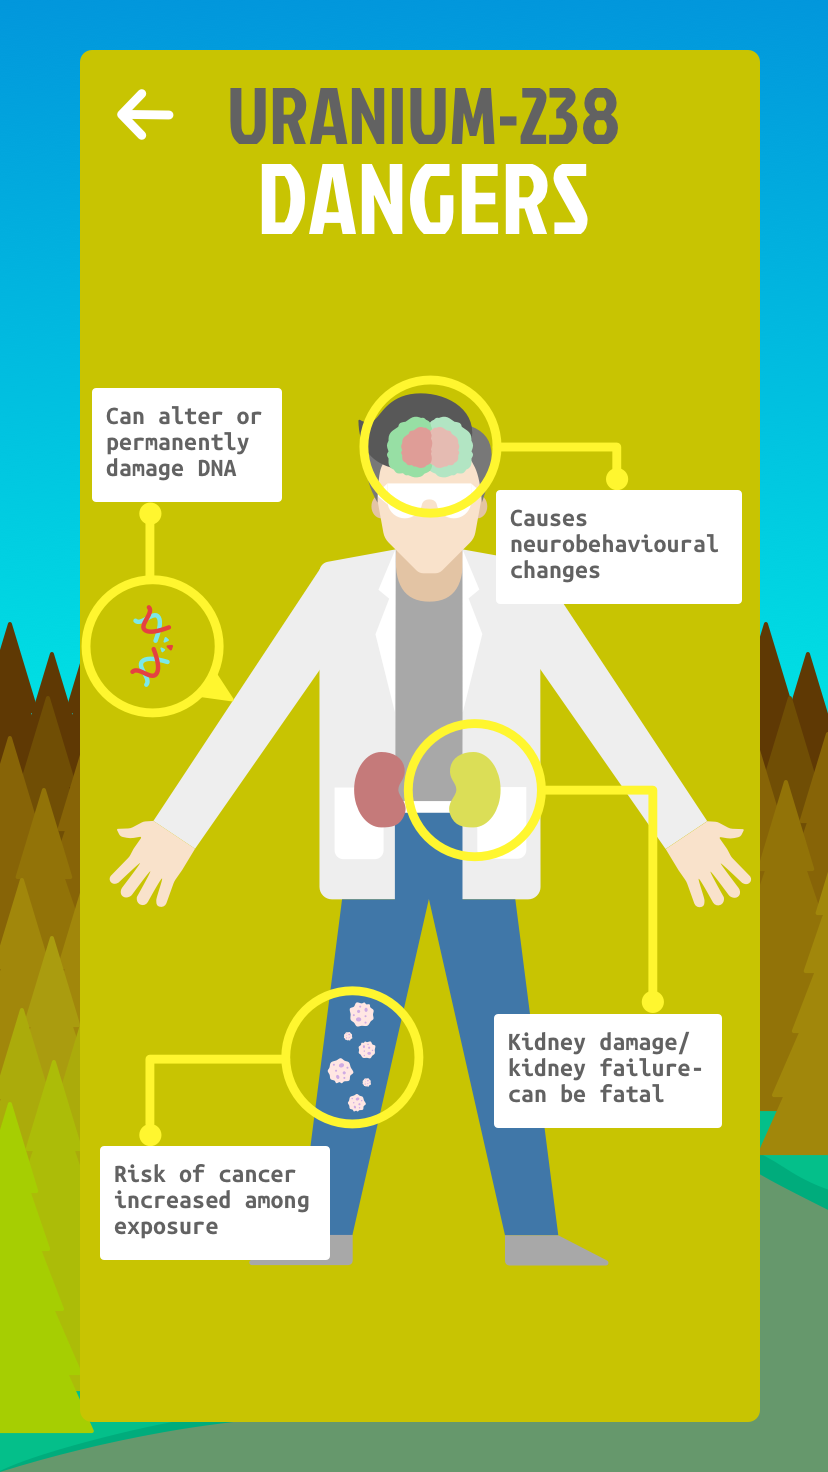 URANIUM-238
DANGERS
Can alter or
permanently
damage DNA
Causes
neurobehavioural
changes
Kidney damage/
kidney failure-
can be fatal
Risk of cancer
increased among
exposure